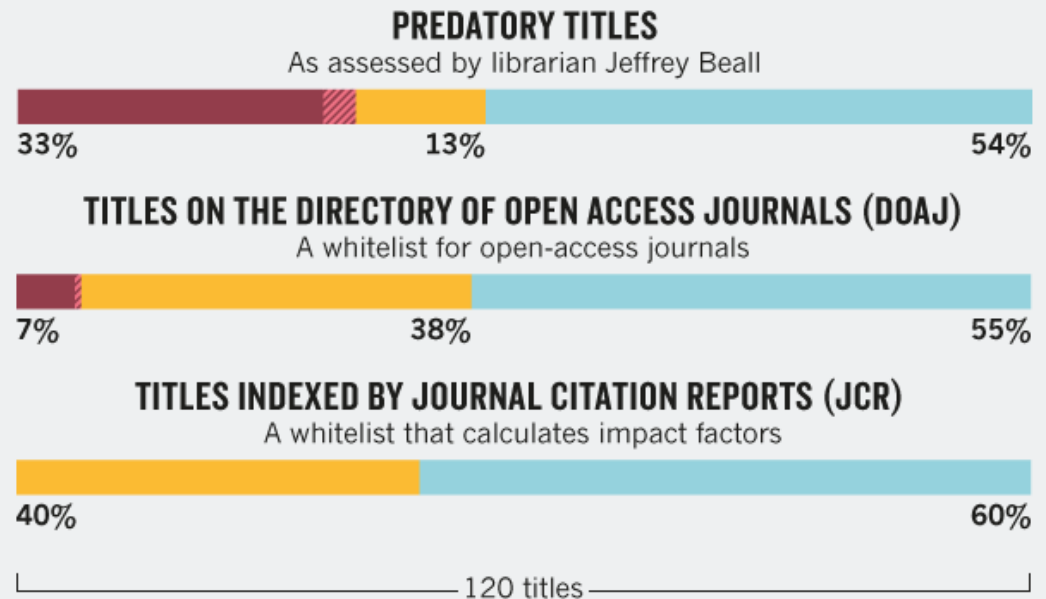 PREDATORY TITLES
As assessed by librarian Jeffrey Beall
33% 13% 54%
TITLES ON THE DIRECTORY OF OPEN ACCESS JOURNALS (DOAJ)
A whitelist for open-access journals
7% 38% 55%
TITLES INDEXED BY JOURNAL CITATION REPORTS (JCR)
A whitelist that calculates impact factors
40% 60%
120 titles